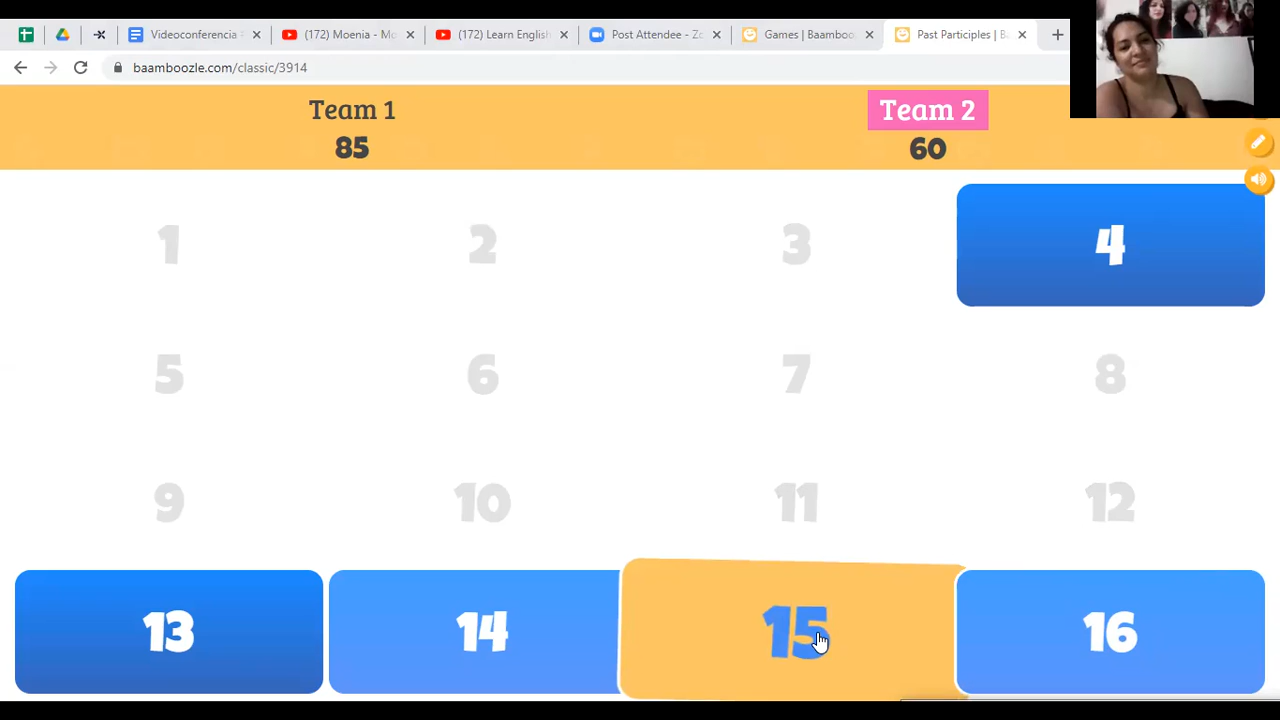 Videoconferencia
(172) Moenia - Mo
(172) Learn English
Post Attendee - Zo
Games | Baamboo
Past Participles | B
baamboozle.com/classic/3914
Team 1
Team 2
85
60
1
2
3
4
5
6
7
8
9
10
11
12
13
14
15
16